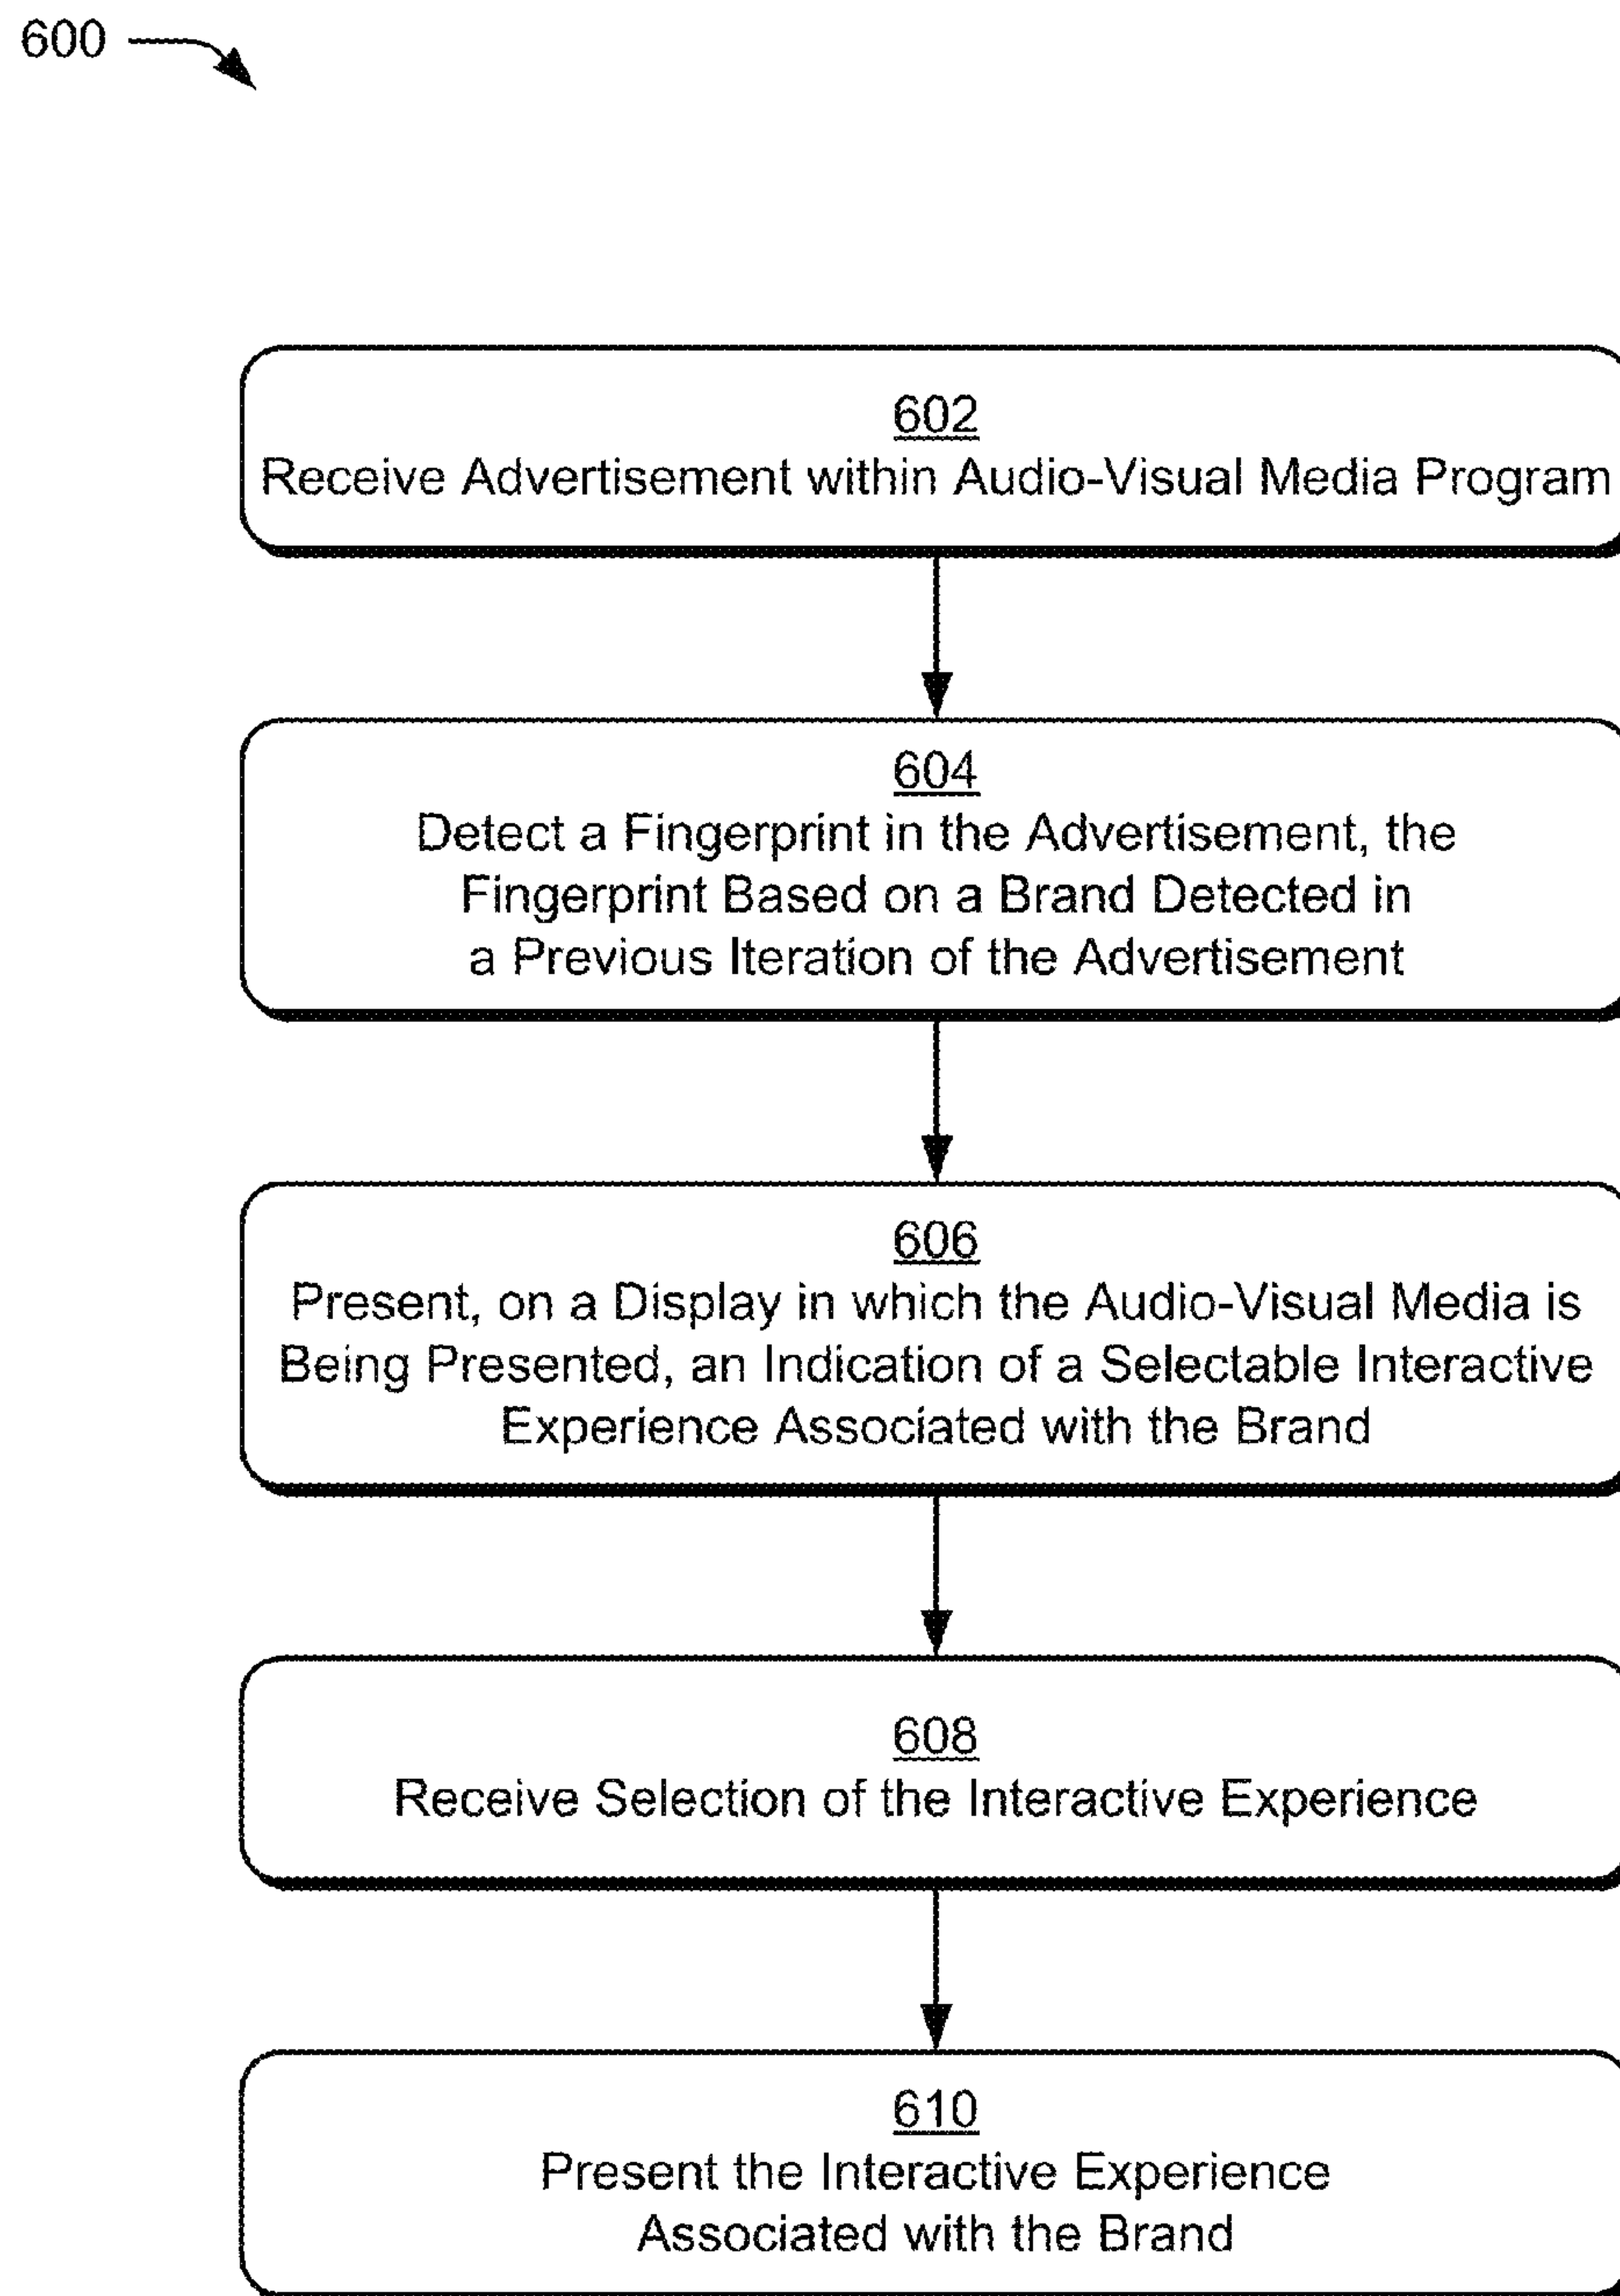 600
602
Receive Advertisement within Audio-Visual Media Program
604
Detect a Fingerprint in the Advertisement, the
Fingerprint Based on a Brand Detected in
a Previous Iteration of the Advertisement
606
Present, on a Display in which the Audio-Visual Media is
Being Presented, an Indication of a Selectable Interactive
Experience Associated with the Brand
608
Receive Selection of the Interactive Experience
610
Present the Interactive Experience
Associated with the Brand